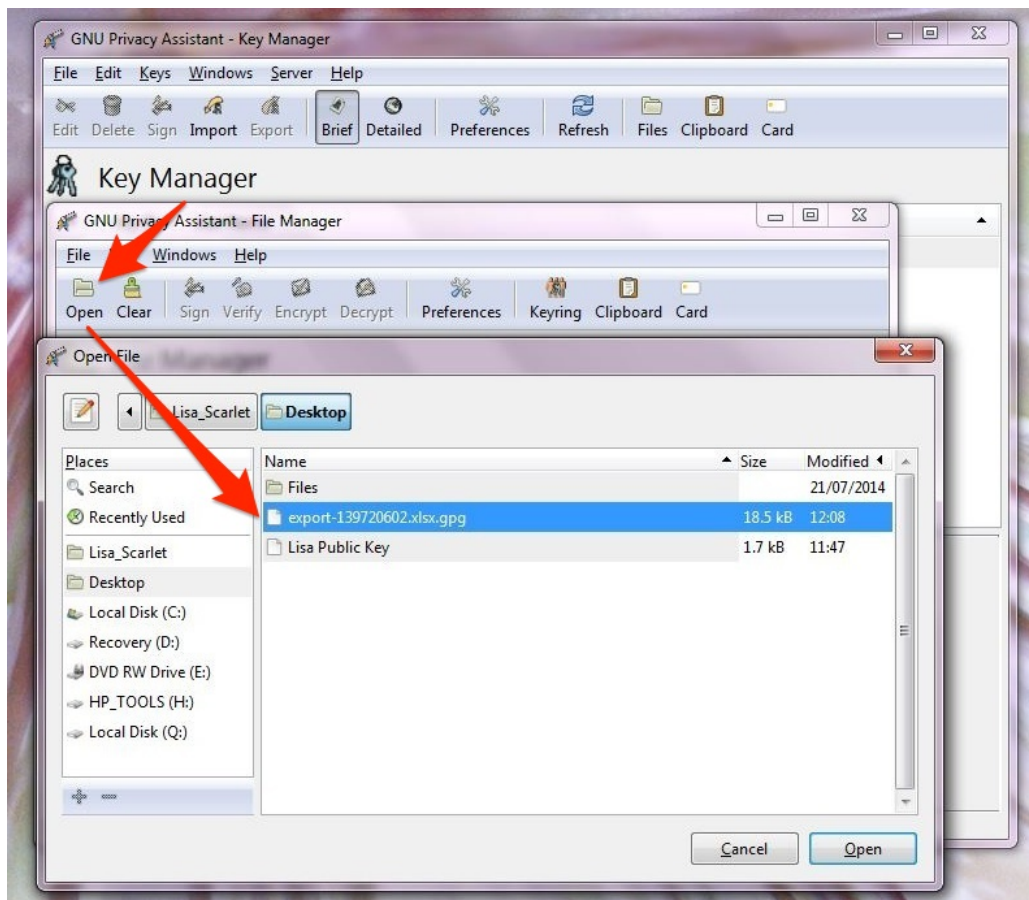 GNU Privacy Assistant - Key Manager
File Edit Keys Windows Server Help
Edit Delete Sign Import Export Brief Detailed Preferences Refresh Files Clipboard Card
Key Manager
GNU Privacy Assistant - File Manager
File Windows Help
Open Clear Sign Verify Encrypt Decrypt Preferences Keyring Clipboard Card
Open File
Lisa_Scarlet Desktop
Places Name Size Modified
Search Files 21/07/2014
Recently Used export-139720602.xlsx.gpg 18.5 kB 12:08
Lisa_Scarlet Lisa Public Key 1.7 kB 11:47
Desktop
Local Disk (C:)
Recovery (D:)
DVD RW Drive (E:)
HP_TOOLS (H:)
Local Disk (Q:)
Cancel Open